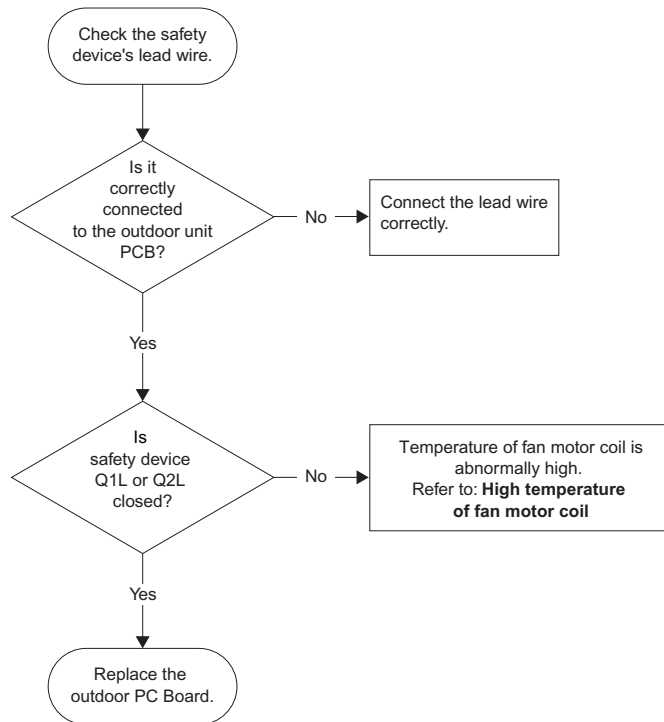 Check the safety
device's lead wire.
Is it
correctly
connected
to the outdoor unit
PCB?
No
Connect the lead wire
correctly.
Yes
Is
safety device
Q1L or Q2L
closed?
No
Temperature of fan motor coil is
abnormally high.
Refer to: High temperature
of fan motor coil
Yes
Replace the
outdoor PC Board.